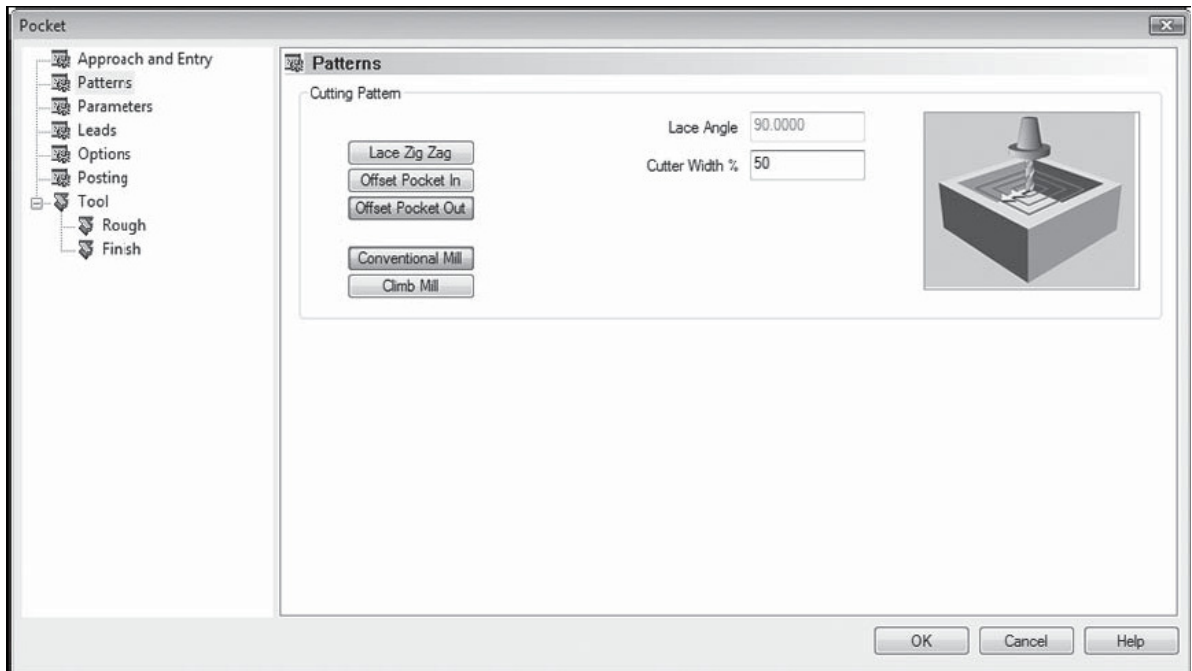 Pocket
Approach and Entry
Patterns
Parameters
Leads
Options
Posting
Tool
Rough
Finish
Patterns
Cutting Pattern
Lace Zig Zag
Offset Pocket In
Offset Pocket Out
Conventional Mill
Climb Mill
Lace Angle 90.0000
Cutter Width % 50
OK Cancel Help